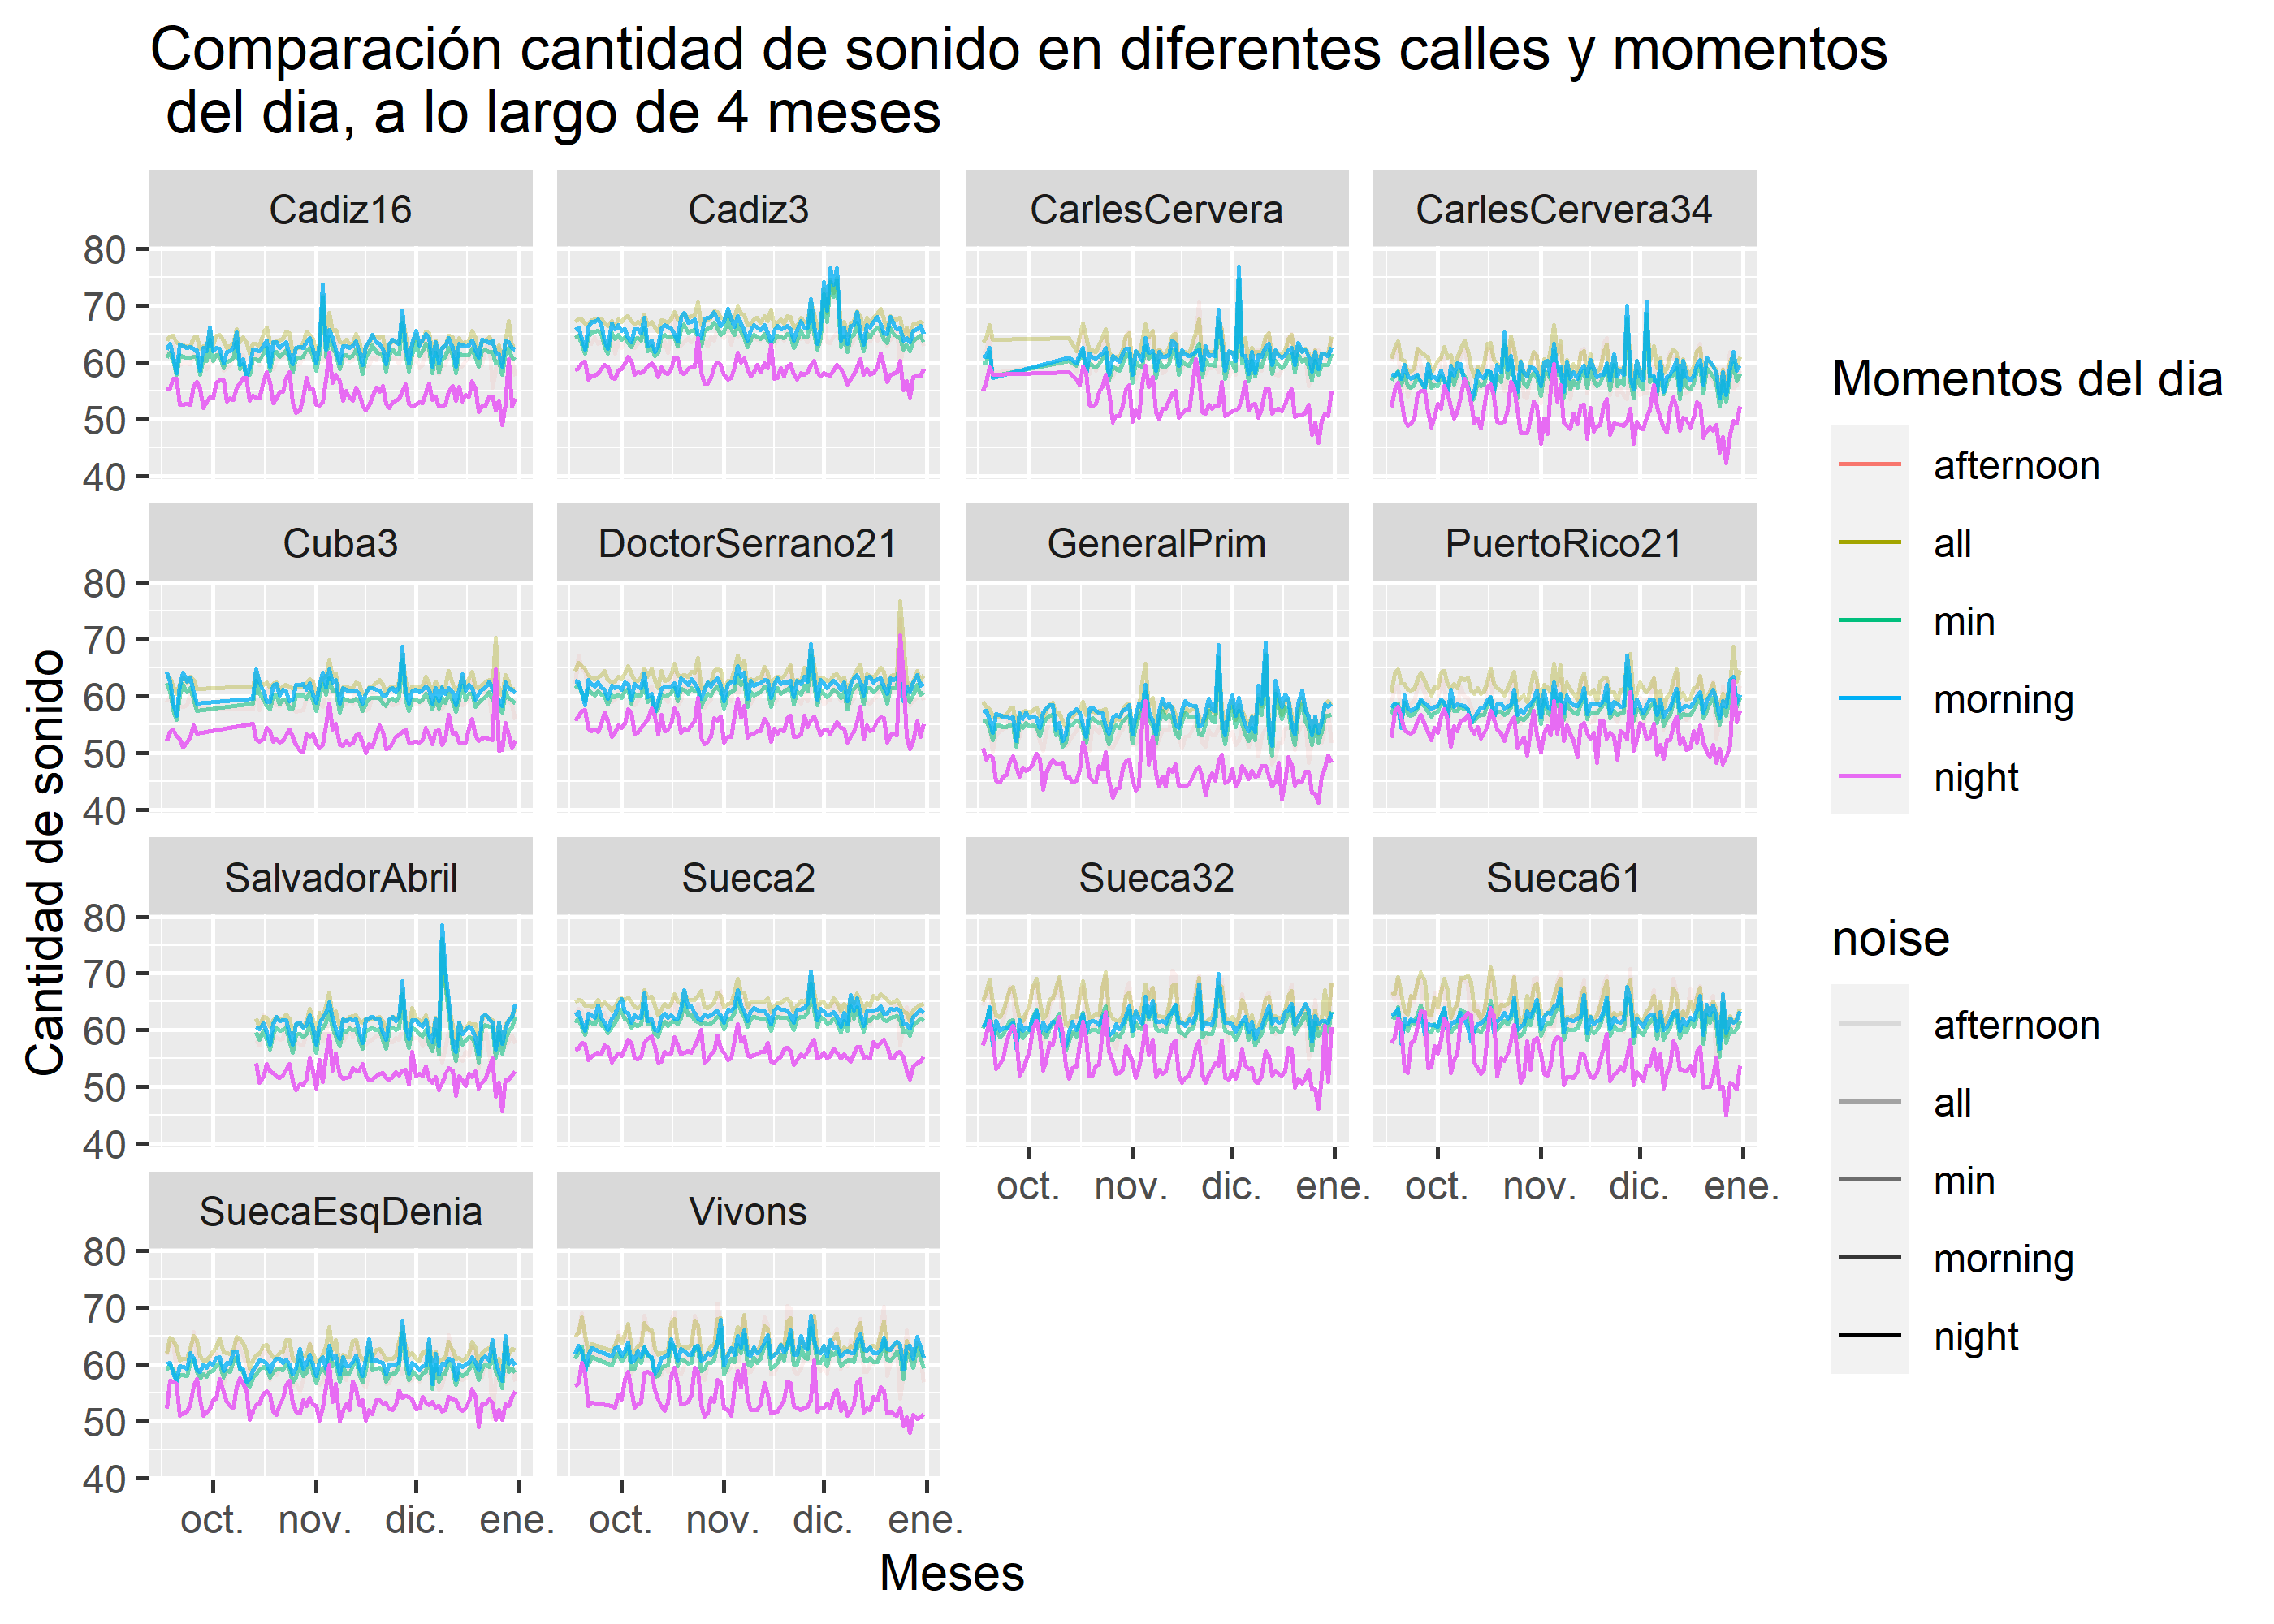 Comparación cantidad de sonido en diferentes calles y momentos
del dia, a lo largo de 4 meses
Cadiz16 Cadiz3 CarlesCervera CarlesCervera34
80
70
60
50
40
Cuba3 DoctorSerrano21 GeneralPrim PuertoRico21
80
70
60
50
40
SalvadorAbril Sueca2 Sueca32 Sueca61
80
70
60
50
40
oct. nov. dic. ene. oct. nov. dic. ene.
SuecaEsqDenia Vivons
80
70
60
50
40
oct. nov. dic. ene. oct. nov. dic. ene.
Meses
Cantidad de sonido
Momentos del dia
afternoon
all
min
morning
night
noise
afternoon
all
min
morning
night